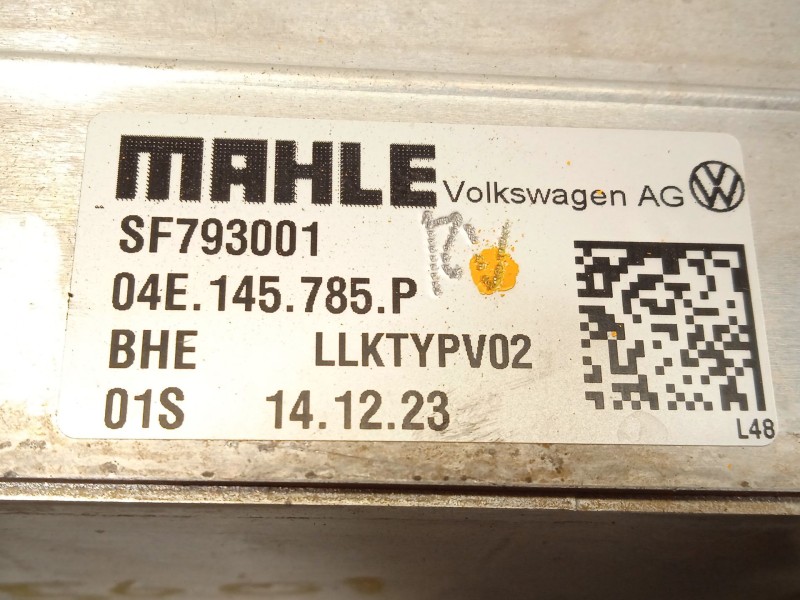 MAHLE Volkswagen AG
SF793001
04E.145.785.P
BHE LLKTYPV02
01S 14.12.23
L48